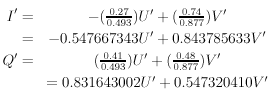 I′ = −(0.27/0.493)U′ + (0.74/0.877)V′
= −0.547667343U′ + 0.843785633V′
Q′ = (0.41/0.493)U′ + (0.48/0.877)V′
= 0.831643002U′ + 0.547320410V′